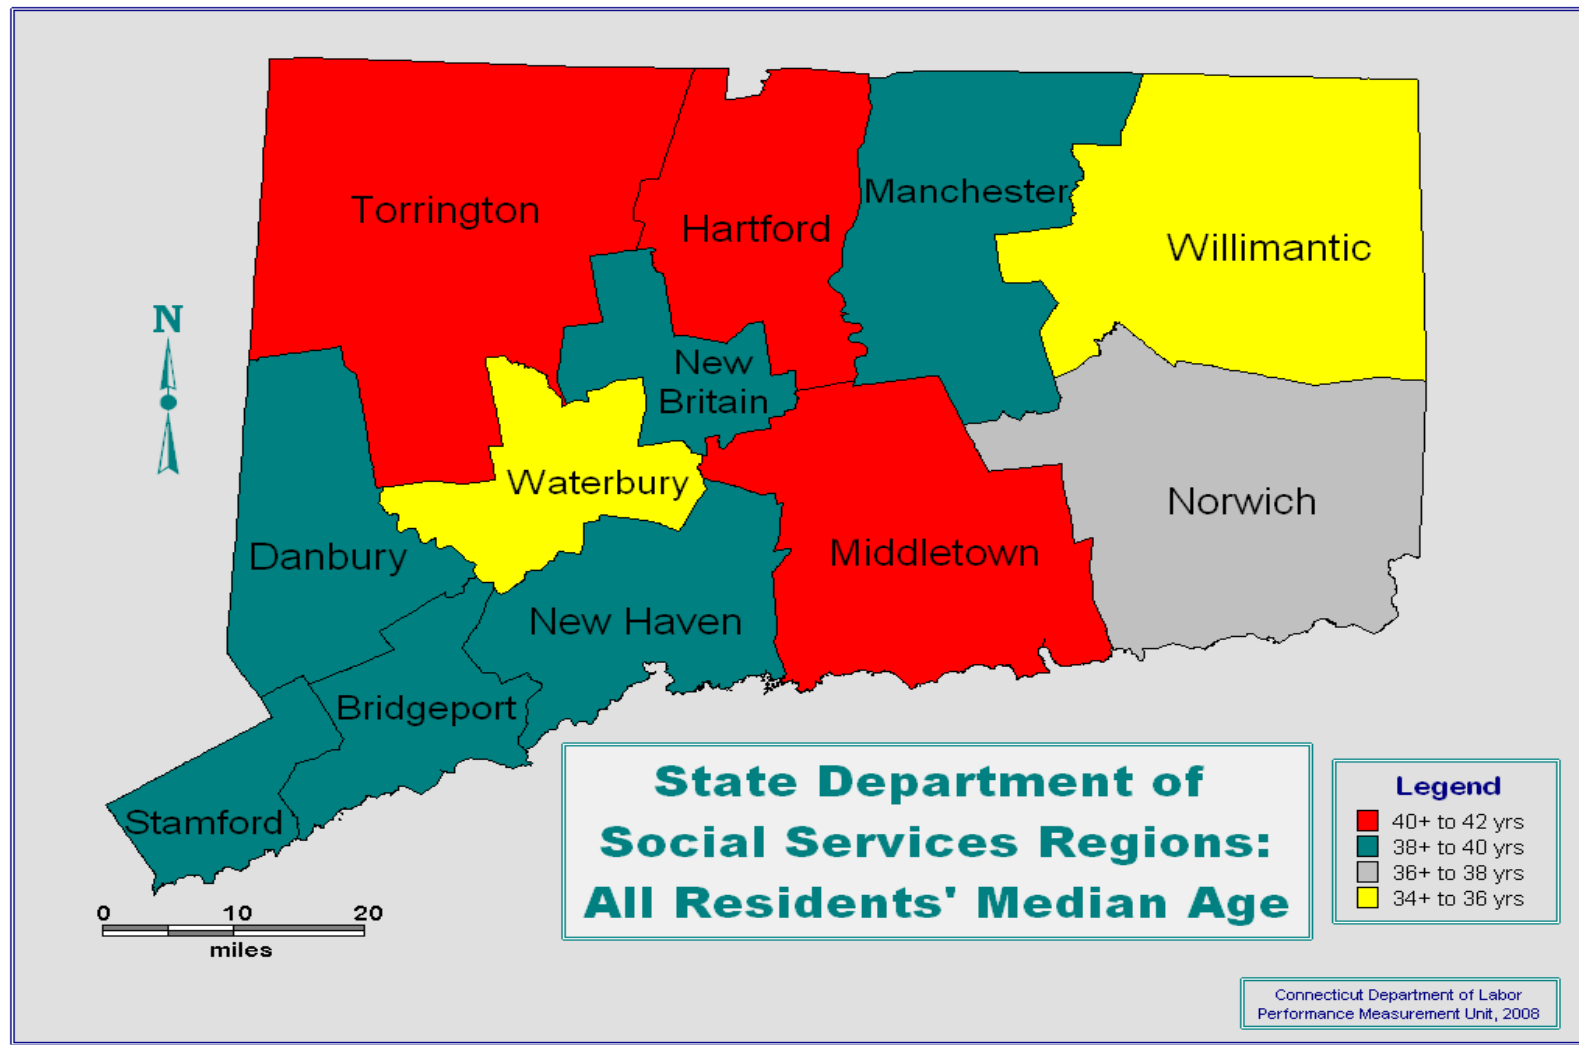 Torrington
Hartford
Manchester
Willimantic
N
New
Britain
Waterbury
Norwich
Danbury
Middletown
New Haven
Bridgeport
Stamford
0 10 20
miles
State Department of
Social Services Regions:
All Residents' Median Age
Legend
40+ to 42 yrs
38+ to 40 yrs
36+ to 38 yrs
34+ to 36 yrs
Connecticut Department of Labor
Performance Measurement Unit, 2008